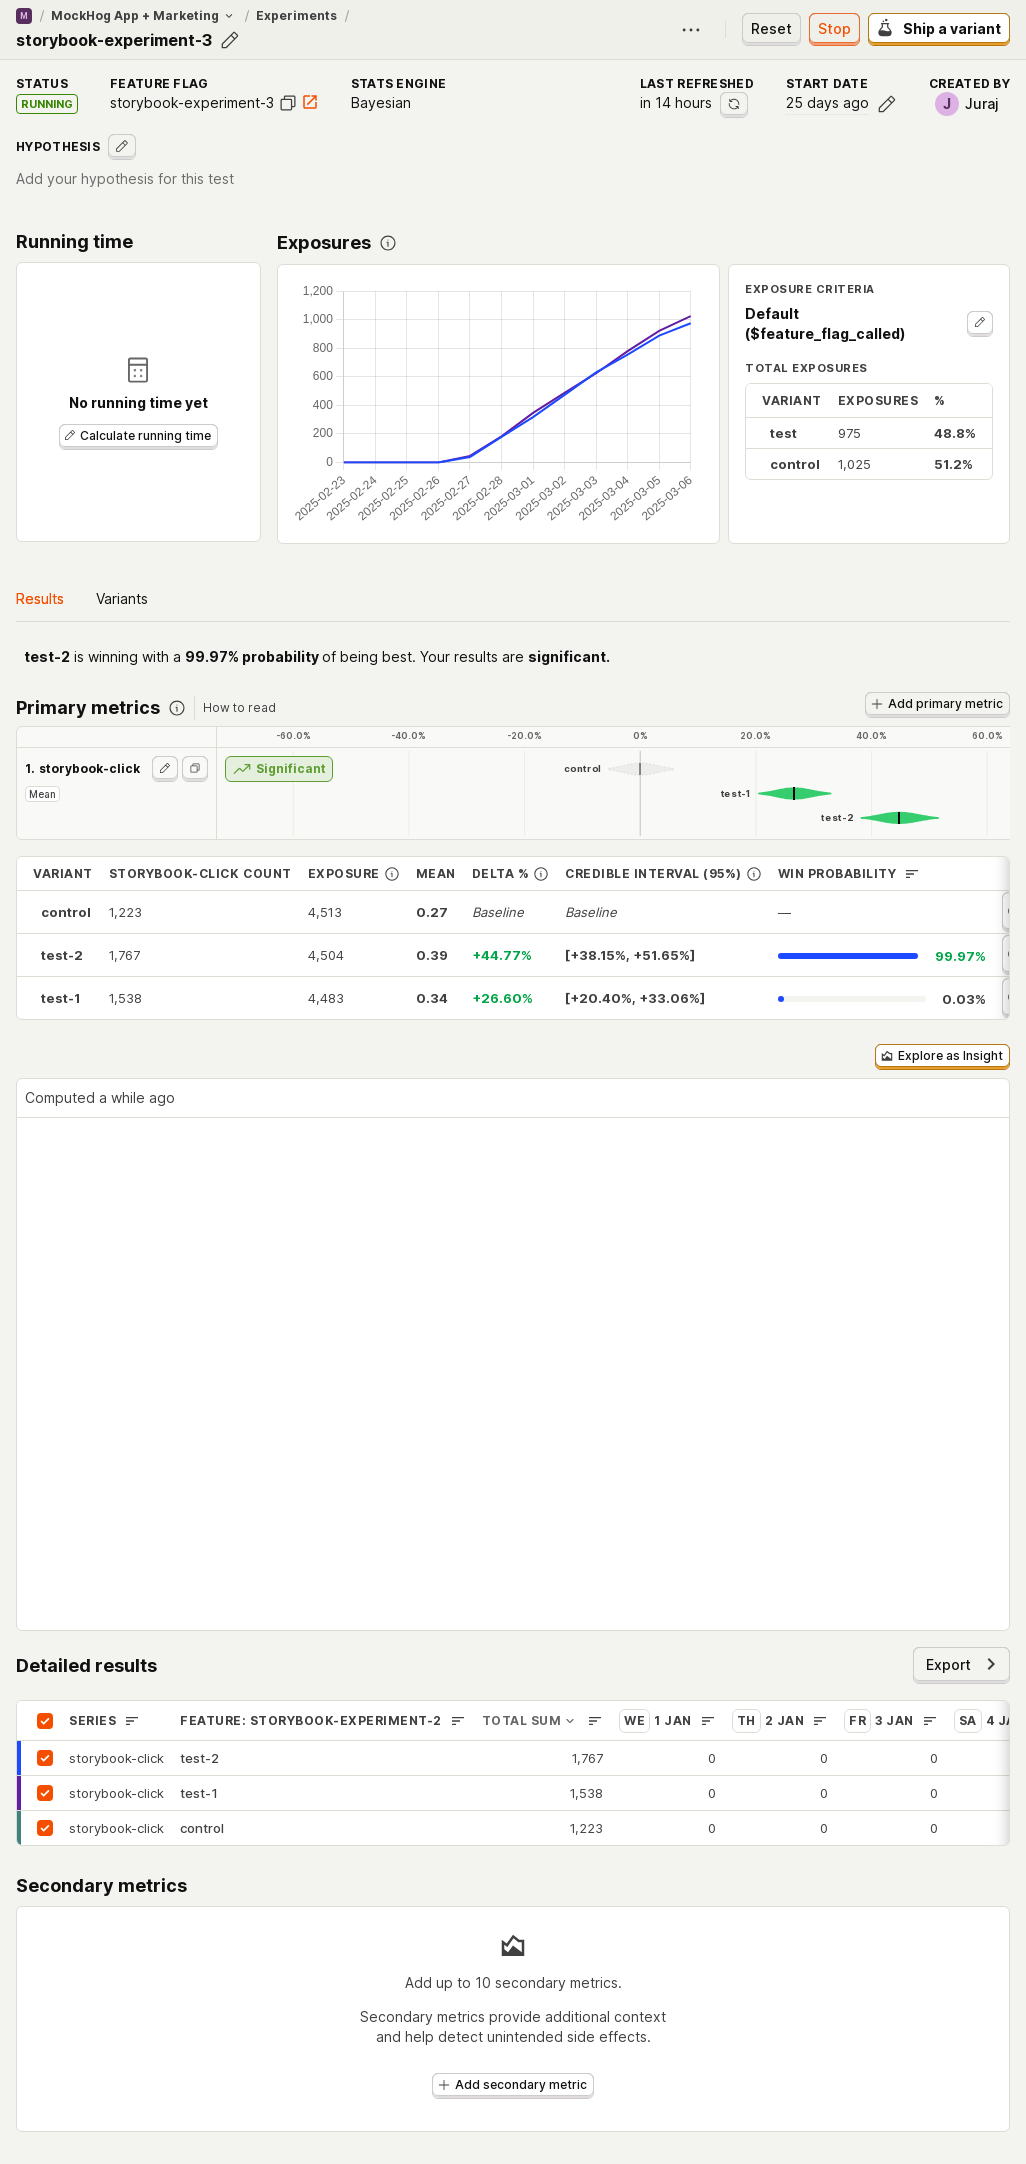 M / MockHog App + Marketing / Experiments /
storybook-experiment-3
Reset
Stop
Ship a variant
STATUS
RUNNING
FEATURE FLAG
storybook-experiment-3
STATS ENGINE
Bayesian
LAST REFRESHED
in 14 hours
START DATE
25 days ago
CREATED BY
J Juraj
HYPOTHESIS
Add your hypothesis for this test
Running time
No running time yet
Calculate running time
Exposures
1,200
1,000
800
600
400
200
0
2025-02-23
2025-02-24
2025-02-25
2025-02-26
2025-02-27
2025-02-28
2025-03-01
2025-03-02
2025-03-03
2025-03-04
2025-03-05
2025-03-06
EXPOSURE CRITERIA
Default
($feature_flag_called)
TOTAL EXPOSURES
VARIANT EXPOSURES %
test 975 48.8%
control 1,025 51.2%
Results Variants
test-2 is winning with a 99.97% probability of being best. Your results are significant.
Primary metrics How to read
Add primary metric
-60.0% -40.0% -20.0% 0% 20.0% 40.0% 60.0%
1. storybook-click
Mean
Significant
control
test-1
test-2
VARIANT STORYBOOK-CLICK COUNT EXPOSURE MEAN DELTA % CREDIBLE INTERVAL (95%) WIN PROBABILITY
control 1,223 4,513 0.27 Baseline Baseline —
test-2 1,767 4,504 0.39 +44.77% [+38.15%, +51.65%] 99.97%
test-1 1,538 4,483 0.34 +26.60% [+20.40%, +33.06%] 0.03%
Explore as Insight
Computed a while ago
Detailed results
Export
SERIES FEATURE: STORYBOOK-EXPERIMENT-2 TOTAL SUM WE 1 JAN TH 2 JAN FR 3 JAN SA 4
storybook-click test-2 1,767 0 0 0
storybook-click test-1 1,538 0 0 0
storybook-click control 1,223 0 0 0
Secondary metrics
Add up to 10 secondary metrics.
Secondary metrics provide additional context
and help detect unintended side effects.
Add secondary metric